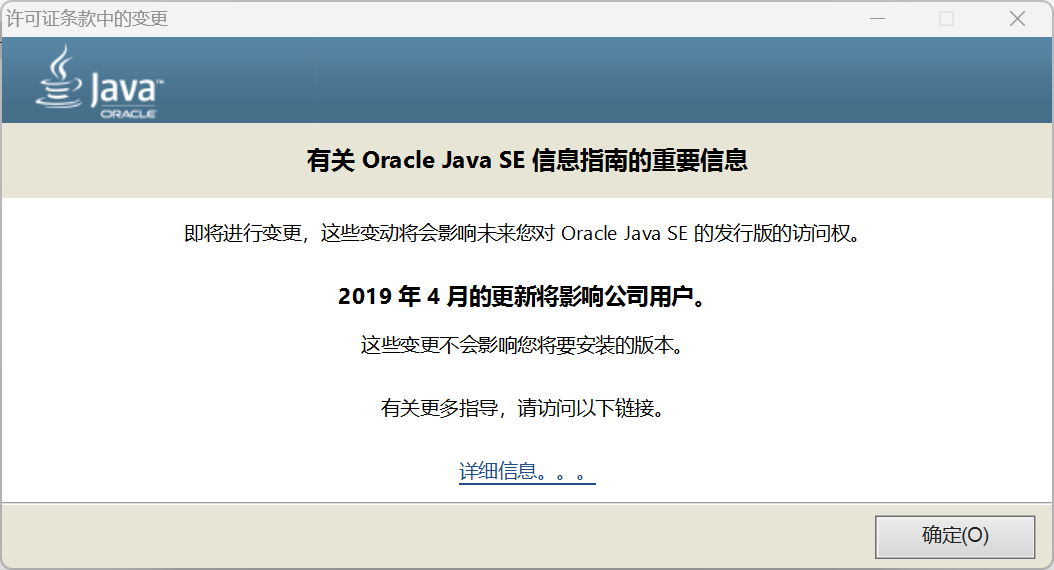 许可证条款中的变更
Java™
ORACLE
有关 Oracle Java SE 信息指南的重要信息
即将进行变更，这些变动将会影响未来您对 Oracle Java SE 的发行版的访问权。
2019 年 4 月的更新将影响公司用户。
这些变更不会影响您将要安装的版本。
有关更多指导，请访问以下链接。
详细信息。。。
确定(O)